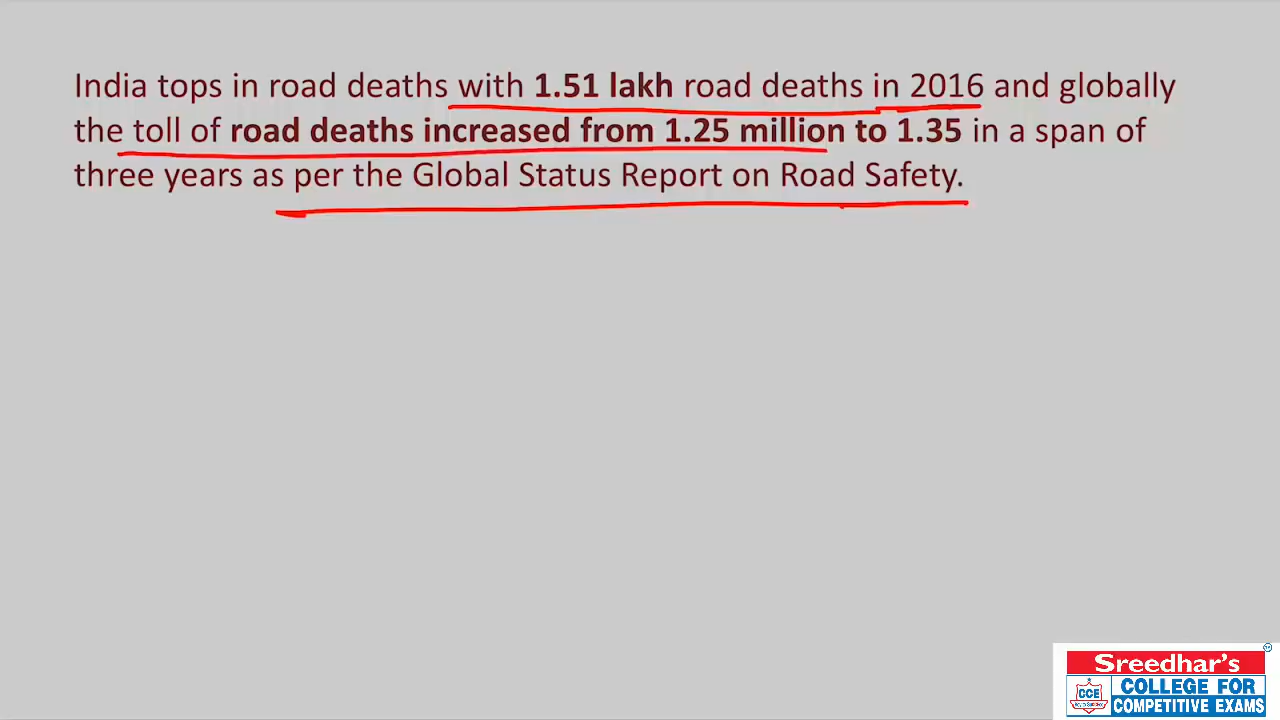 India tops in road deaths with 1.51 lakh road deaths in 2016 and globally
the toll of road deaths increased from 1.25 million to 1.35 in a span of
three years as per the Global Status Report on Road Safety.
Sreedhar's
CCE
COLLEGE FOR
COMPETITIVE EXAMS